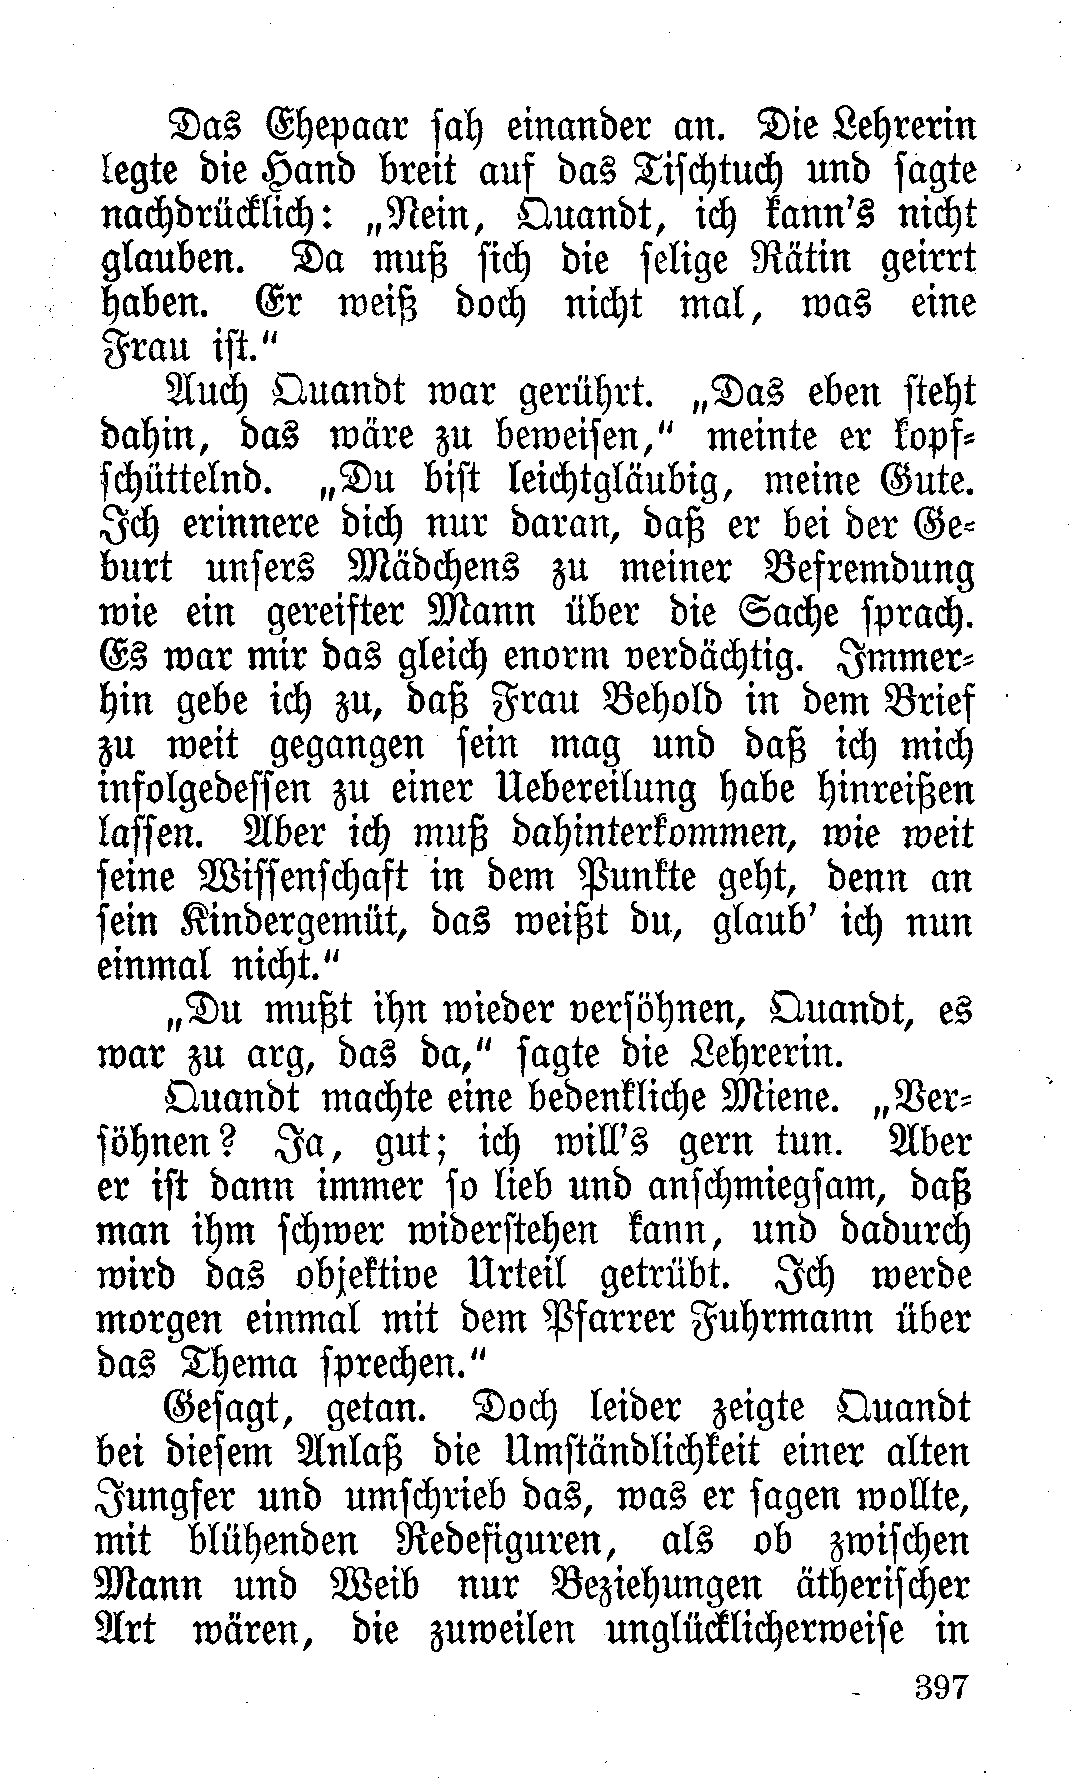 Das Ehepaar sah einander an. Die Lehrerin
legte die Hand breit auf das Tischtuch und sagte
nachdrücklich: „Nein, Quandt, ich kann's nicht
glauben. Da muß sich die selige Rätin geirrt
haben. Er weiß doch nicht mal, was eine
Frau ist.“
Auch Quandt war gerührt. „Das eben steht
dahin, das wäre zu beweisen,“ meinte er kopf-
schüttelnd. „Du bist leichtgläubig, meine Gute.
Ich erinnere dich nur daran, daß er bei der Ge-
burt unsers Mädchens zu meiner Befremdung
wie ein gereifter Mann über die Sache sprach.
Es war mir das gleich enorm verdächtig. Immer-
hin gebe ich zu, daß Frau Behold in dem Brief
zu weit gegangen sein mag und daß ich mich
infolgedessen zu einer Uebereilung habe hinreißen
lassen. Aber ich muß dahinterkommen, wie weit
seine Wissenschaft in dem Punkte geht, denn an
sein Kindergemüt, das weißt du, glaub' ich nun
einmal nicht.“
„Du mußt ihn wieder versöhnen, Quandt, es
war zu arg, das da,“ sagte die Lehrerin.
Quandt machte eine bedenkliche Miene. „Ver-
söhnen? Ja, gut; ich will's gern tun. Aber
er ist dann immer so lieb und anschmiegsam, daß
man ihm schwer widerstehen kann, und dadurch
wird das objektive Urteil getrübt. Ich werde
morgen einmal mit dem Pfarrer Fuhrmann über
das Thema sprechen.“
Gesagt, getan. Doch leider zeigte Quandt
bei diesem Anlaß die Umständlichkeit einer alten
Jungfer und umschrieb das, was er sagen wollte,
mit blühenden Redefiguren, als ob zwischen
Mann und Weib nur Beziehungen ätherischer
Art wären, die zuweilen unglücklicherweise in
397